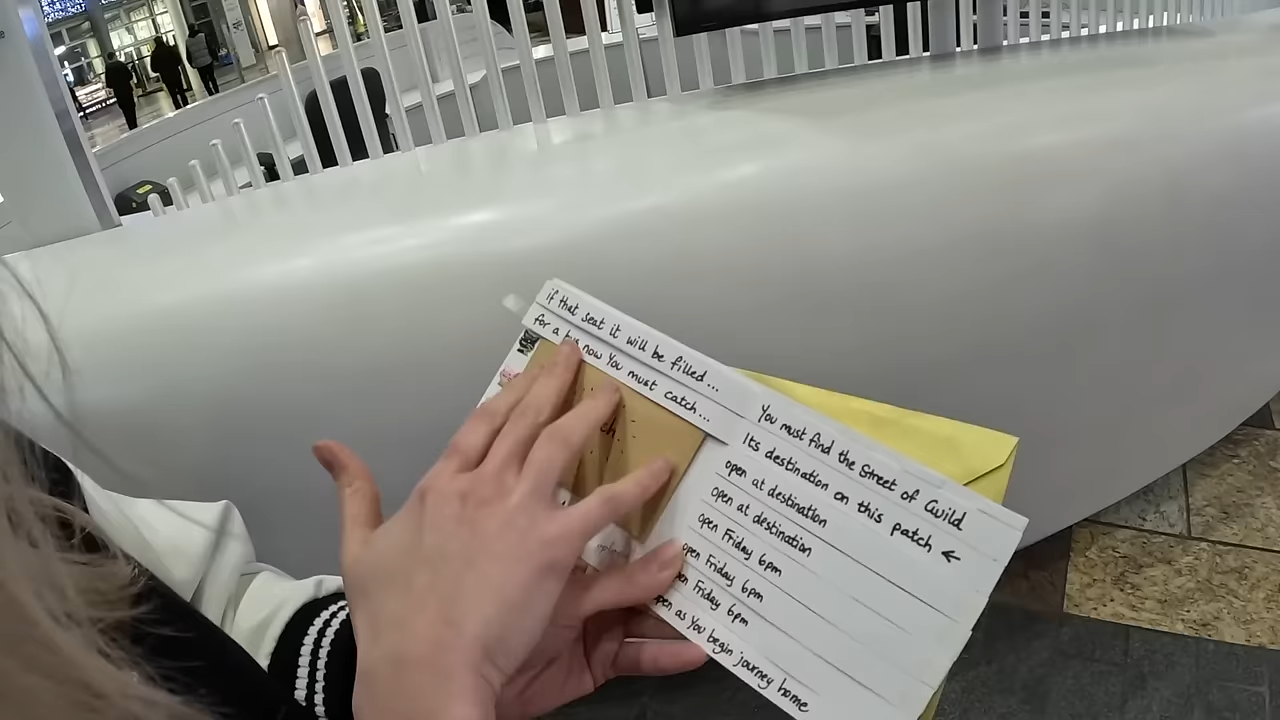 if that seat it will be filled...
for a bus now You must catch...
You must find the Street of Guild
Its destination on this patch ←
open at destination
open at destination
open Friday 6pm
open Friday 6pm
open Friday 6pm
open as You begin journey home